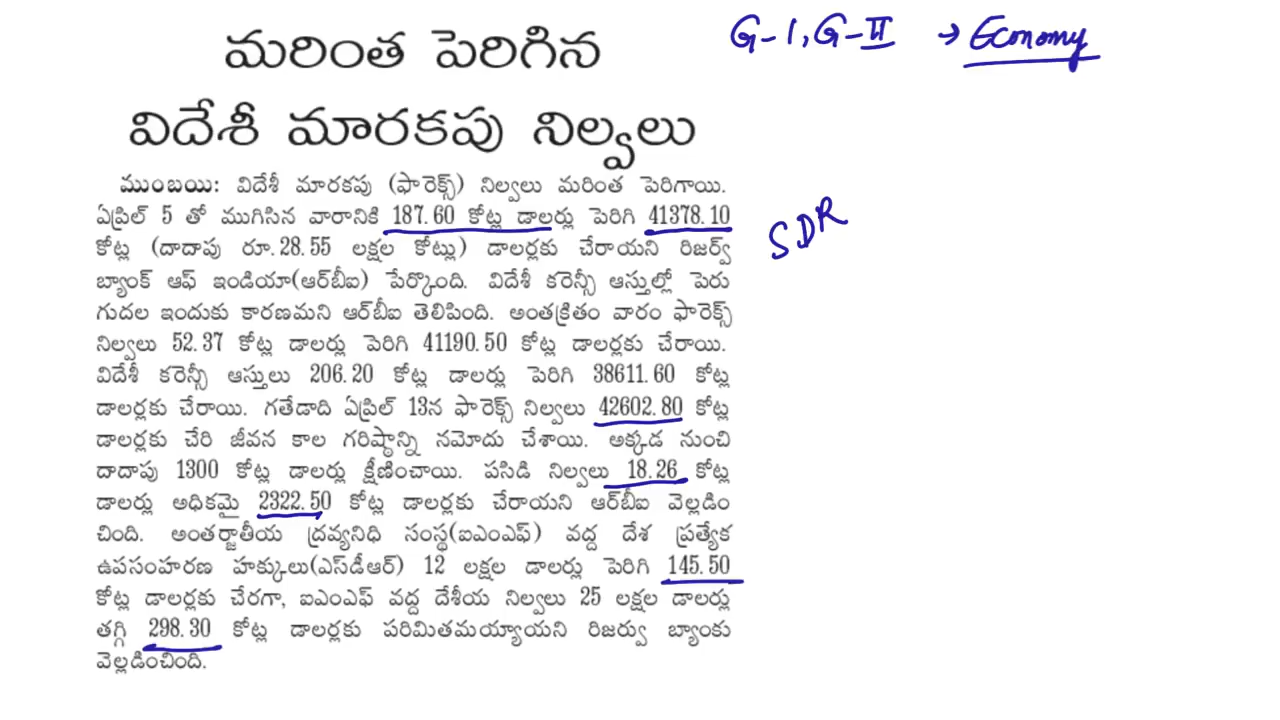 మరింత పెరిగిన
విదేశీ మారకపు నిల్వలు
G-I, G-II → Economy
ముంబయి: విదేశీ మారకపు (ఫారెక్స్) నిల్వలు మరింత పెరిగాయి.
ఏప్రిల్ 5 తో ముగిసిన వారానికి 187.60 కోట్ల డాలర్లు పెరిగి 41378.10
కోట్ల (దాదాపు రూ.28.55 లక్షల కోట్లు) డాలర్లకు చేరాయని రిజర్వ్
బ్యాంక్ ఆఫ్ ఇండియా(ఆర్‌బీఐ) పేర్కొంది. విదేశీ కరెన్సీ ఆస్తుల్లో పెరు
గుదల ఇందుకు కారణమని ఆర్‌బీఐ తెలిపింది. అంతక్రితం వారం ఫారెక్స్
నిల్వలు 52.37 కోట్ల డాలర్లు పెరిగి 41190.50 కోట్ల డాలర్లకు చేరాయి.
విదేశీ కరెన్సీ ఆస్తులు 206.20 కోట్ల డాలర్లు పెరిగి 38611.60 కోట్ల
డాలర్లకు చేరాయి. గతేడాది ఏప్రిల్ 13న ఫారెక్స్ నిల్వలు 42602.80 కోట్ల
డాలర్లకు చేరి జీవన కాల గరిష్ఠాన్ని నమోదు చేశాయి. అక్కడ నుంచి
దాదాపు 1300 కోట్ల డాలర్లు క్షీణించాయి. పసిడి నిల్వలు 18.26 కోట్ల
డాలర్లు అధికమై 2322.50 కోట్ల డాలర్లకు చేరాయని ఆర్‌బీఐ వెల్లడిం
చింది. అంతర్జాతీయ ద్రవ్యనిధి సంస్థ(ఐఎంఎఫ్) వద్ద దేశ ప్రత్యేక
ఉపసంహరణ హక్కులు(ఎస్‌డీఆర్) 12 లక్షల డాలర్లు పెరిగి 145.50
కోట్ల డాలర్లకు చేరగా, ఐఎంఎఫ్ వద్ద దేశీయ నిల్వలు 25 లక్షల డాలర్లు
తగ్గి 298.30 కోట్ల డాలర్లకు పరిమితమయ్యాయని రిజర్వు బ్యాంకు
వెల్లడించింది.
SDR